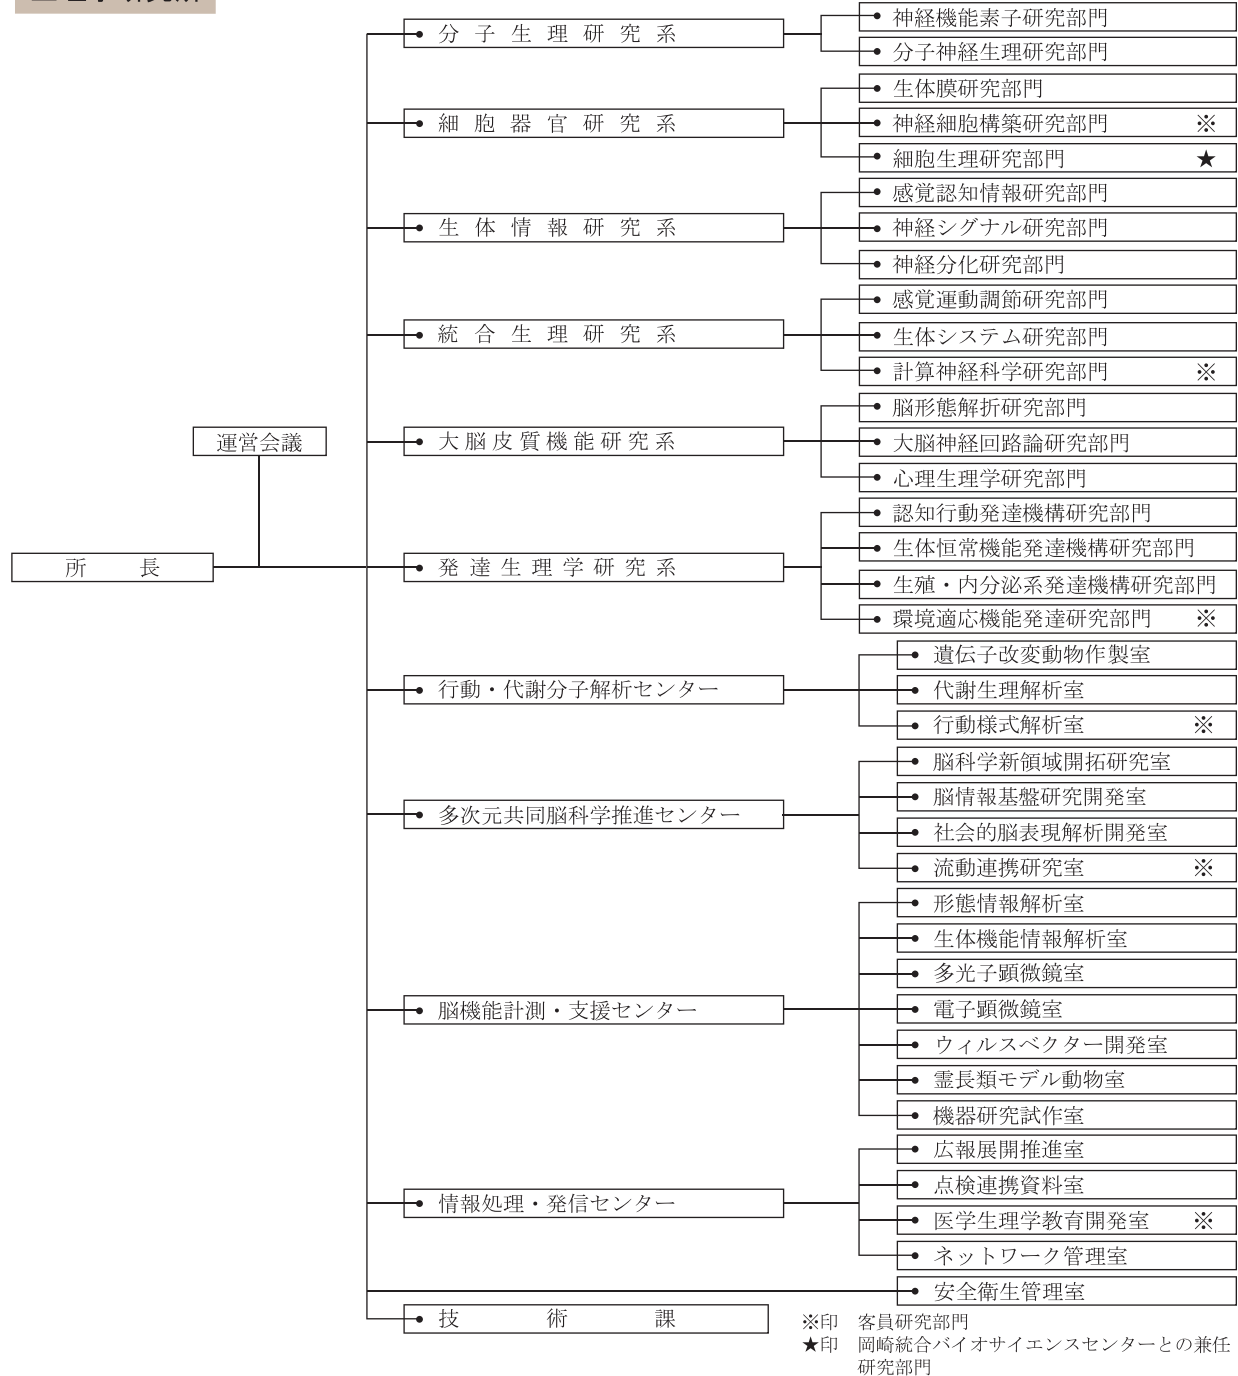 分子生理研究系
神経機能素子研究部門
分子神経生理研究部門
細胞器官研究系
生体膜研究部門
神経細胞構築研究部門 ※
細胞生理研究部門 ★
生体情報研究系
感覚認知情報研究部門
神経シグナル研究部門
神経分化研究部門
統合生理研究系
感覚運動調節研究部門
生体システム研究部門
計算神経科学研究部門 ※
大脳皮質機能研究系
脳形態解折研究部門
大脳神経回路論研究部門
心理生理学研究部門
運営会議
所長
発達生理学研究系
認知行動発達機構研究部門
生体恒常機能発達機構研究部門
生殖・内分泌系発達機構研究部門
環境適応機能発達研究部門 ※
行動・代謝分子解析センター
遺伝子改変動物作製室
代謝生理解析室
行動様式解析室 ※
多次元共同脳科学推進センター
脳科学新領域開拓研究室
脳情報基盤研究開発室
社会的脳表現解析開発室
流動連携研究室 ※
脳機能計測・支援センター
形態情報解析室
生体機能情報解析室
多光子顕微鏡室
電子顕微鏡室
ウィルスベクター開発室
霊長類モデル動物室
機器研究試作室
情報処理・発信センター
広報展開推進室
点検連携資料室
医学生理学教育開発室 ※
ネットワーク管理室
安全衛生管理室
技術課
※印 客員研究部門
★印 岡崎統合バイオサイエンスセンターとの兼任
研究部門